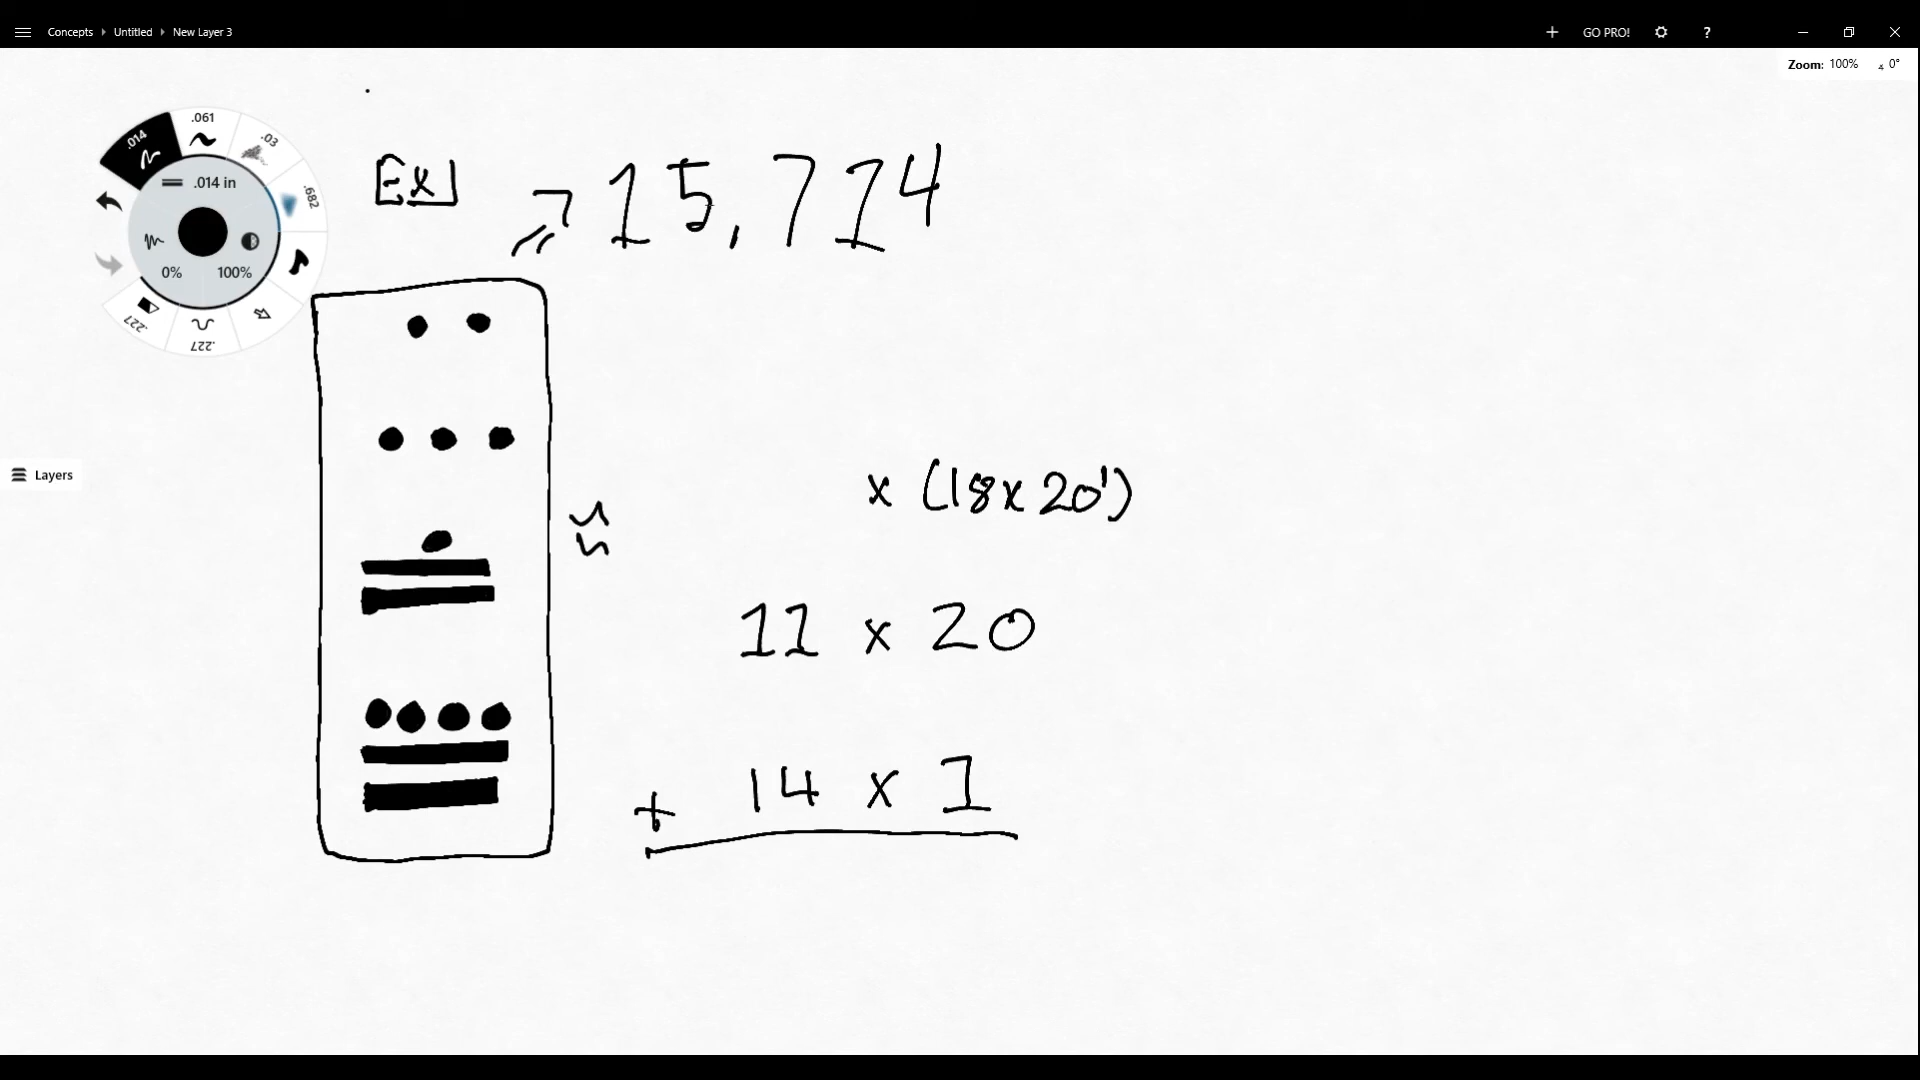 Concepts
Untitled
New Layer 3
GO PRO!
?
Zoom: 100%
0°
.014
.061
.03
.682
.014 in
0%
100%
.227
.227
Layers
Ex
15,714
x (18x20¹)
11 x 20
+ 14 x 1